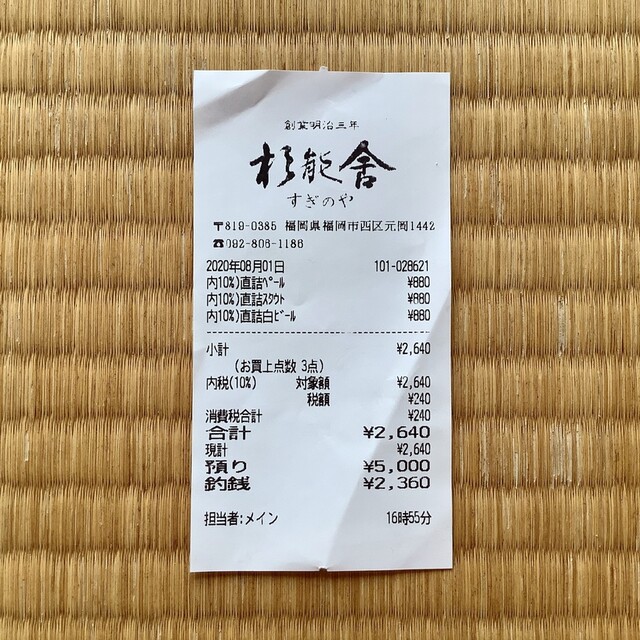 創業明治三年
杉能舎
すぎのや
〒819-0385 福岡県福岡市西区元岡1442
☎092-806-1186
2020年08月01日 101-028621
内10%)直詰ﾍﾟｰﾙ ¥880
内10%)直詰ｽﾀｳﾄ ¥880
内10%)直詰白ﾋﾞｰﾙ ¥880
小計 ¥2,640
(お買上点数 3点)
内税(10%) 対象額 ¥2,640
税額 ¥240
消費税合計 ¥240
合計 ¥2,640
現計 ¥2,640
預り ¥5,000
釣銭 ¥2,360
担当者:メイン 16時55分